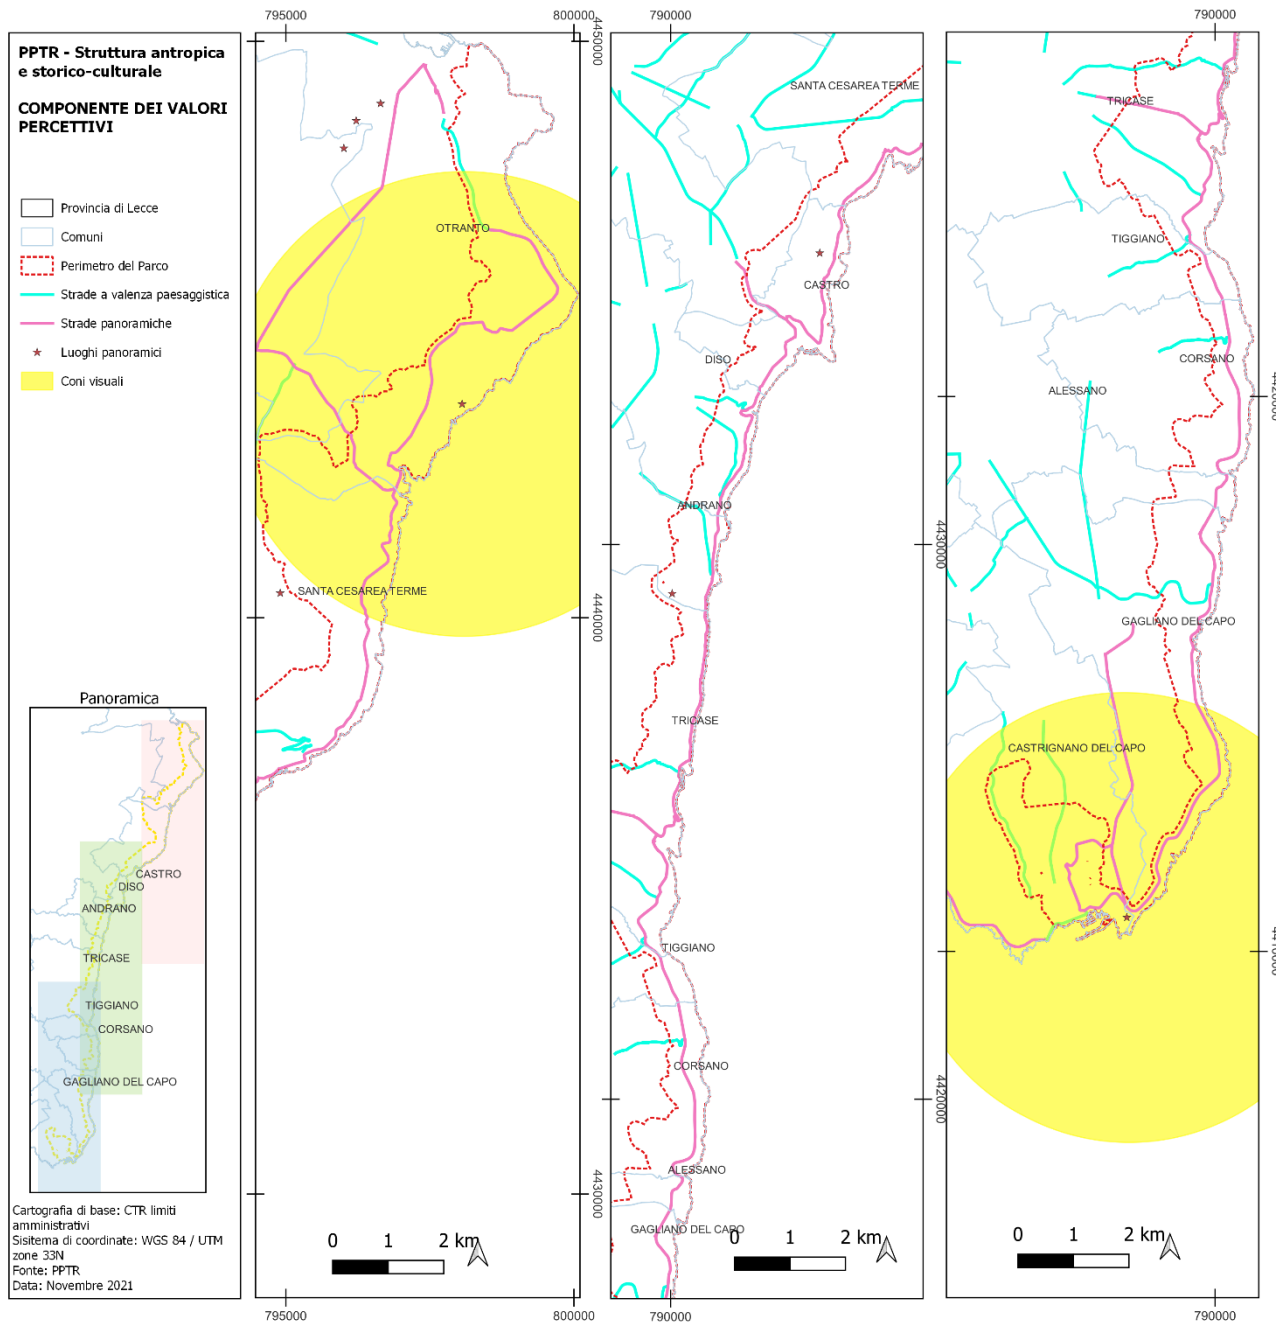 PPTR - Struttura antropica
e storico-culturale
COMPONENTE DEI VALORI
PERCETTIVI
Provincia di Lecce
Comuni
Perimetro del Parco
Strade a valenza paesaggistica
Strade panoramiche
Luoghi panoramici
Coni visuali
Panoramica
CASTRO
DISO
ANDRANO
TRICASE
TIGGIANO
CORSANO
GAGLIANO DEL CAPO
Cartografia di base: CTR limiti
amministrativi
Sisitema di coordinate: WGS 84 / UTM
zone 33N
Fonte: PPTR
Data: Novembre 2021
795000
800000
4450000
OTRANTO
SANTA CESAREA TERME
4440000
4430000
0 1 2 km
795000
800000
790000
SANTA CESAREA TERME
CASTRO
DISO
ANDRANO
4430000
TRICASE
TIGGIANO
CORSANO
4420000
ALESSANO
GAGLIANO DEL CAPO
0 1 2 km
790000
790000
TRICASE
TIGGIANO
CORSANO
ALESSANO
4420000
GAGLIANO DEL CAPO
CASTRIGNANO DEL CAPO
4410000
0 1 2 km
790000